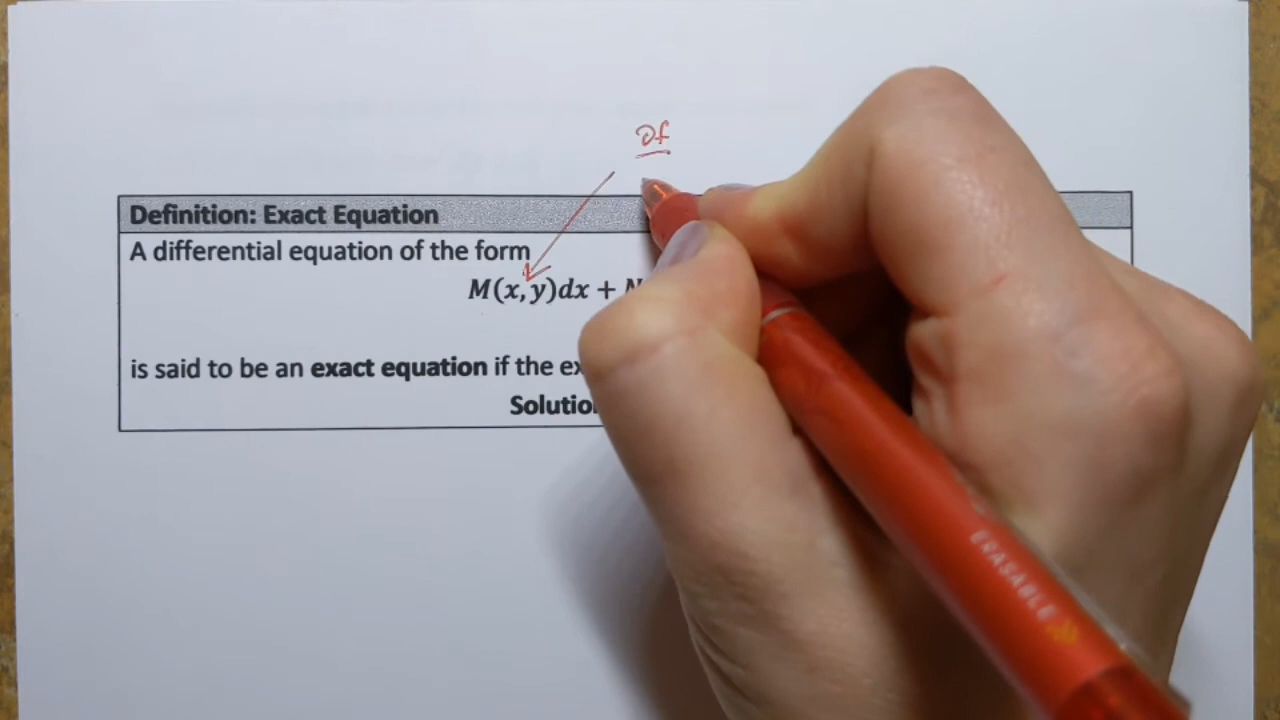 ∂f
Definition: Exact Equation
A differential equation of the form
M(x,y)dx + N
is said to be an exact equation if the ex
Solution
ERASABLE